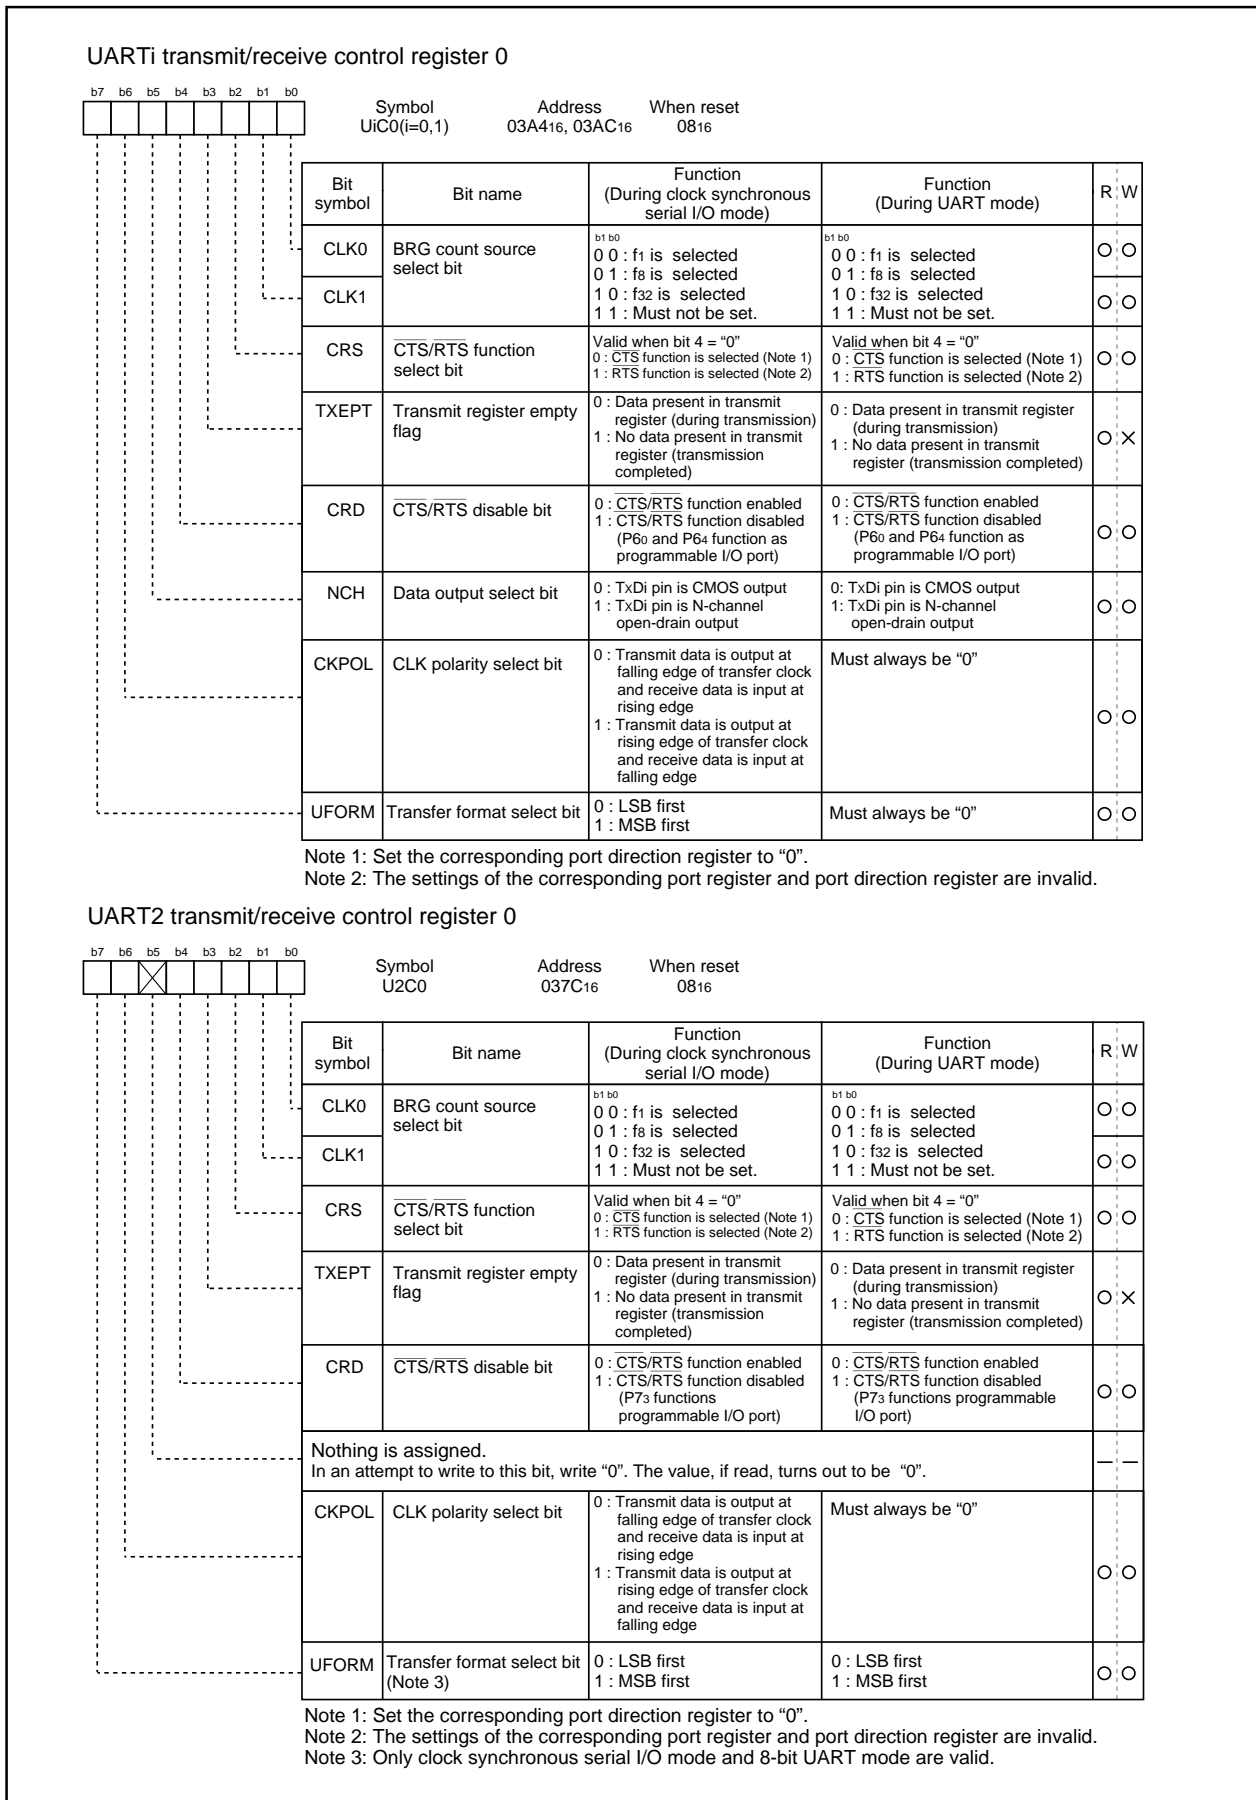 UARTi transmit/receive control register 0
b7 b6 b5 b4 b3 b2 b1 b0
Symbol Address When reset
UiC0(i=0,1) 03A416, 03AC16 0816
Bit symbol
Bit name
Function (During clock synchronous serial I/O mode)
Function (During UART mode)
R W
CLK0
CLK1
BRG count source
select bit
b1 b0
0 0 : f1 is selected
0 1 : f8 is selected
1 0 : f32 is selected
1 1 : Must not be set.
b1 b0
0 0 : f1 is selected
0 1 : f8 is selected
1 0 : f32 is selected
1 1 : Must not be set.
CRS
CTS/RTS function
select bit
Valid when bit 4 = “0”
0 : CTS function is selected (Note 1)
1 : RTS function is selected (Note 2)
Valid when bit 4 = “0”
0 : CTS function is selected (Note 1)
1 : RTS function is selected (Note 2)
TXEPT
Transmit register empty
flag
0 : Data present in transmit
register (during transmission)
1 : No data present in transmit
register (transmission
completed)
0 : Data present in transmit register
(during transmission)
1 : No data present in transmit
register (transmission completed)
CRD
CTS/RTS disable bit
0 : CTS/RTS function enabled
1 : CTS/RTS function disabled
(P60 and P64 function as
programmable I/O port)
0 : CTS/RTS function enabled
1 : CTS/RTS function disabled
(P60 and P64 function as
programmable I/O port)
NCH
Data output select bit
0 : TXDi pin is CMOS output
1 : TXDi pin is N-channel
open-drain output
0: TXDi pin is CMOS output
1: TXDi pin is N-channel
open-drain output
CKPOL
CLK polarity select bit
0 : Transmit data is output at
falling edge of transfer clock
and receive data is input at
rising edge
1 : Transmit data is output at
rising edge of transfer clock
and receive data is input at
falling edge
Must always be “0”
UFORM
Transfer format select bit
0 : LSB first
1 : MSB first
Must always be “0”
Note 1: Set the corresponding port direction register to “0”.
Note 2: The settings of the corresponding port register and port direction register are invalid.
UART2 transmit/receive control register 0
b7 b6 b5 b4 b3 b2 b1 b0
Symbol Address When reset
U2C0 037C16 0816
Bit symbol
Bit name
Function (During clock synchronous serial I/O mode)
Function (During UART mode)
R W
CLK0
CLK1
BRG count source
select bit
b1 b0
0 0 : f1 is selected
0 1 : f8 is selected
1 0 : f32 is selected
1 1 : Must not be set.
b1 b0
0 0 : f1 is selected
0 1 : f8 is selected
1 0 : f32 is selected
1 1 : Must not be set.
CRS
CTS/RTS function
select bit
Valid when bit 4 = “0”
0 : CTS function is selected (Note 1)
1 : RTS function is selected (Note 2)
Valid when bit 4 = “0”
0 : CTS function is selected (Note 1)
1 : RTS function is selected (Note 2)
TXEPT
Transmit register empty
flag
0 : Data present in transmit
register (during transmission)
1 : No data present in transmit
register (transmission
completed)
0 : Data present in transmit register
(during transmission)
1 : No data present in transmit
register (transmission completed)
CRD
CTS/RTS disable bit
0 : CTS/RTS function enabled
1 : CTS/RTS function disabled
(P73 functions
programmable I/O port)
0 : CTS/RTS function enabled
1 : CTS/RTS function disabled
(P73 functions programmable
I/O port)
Nothing is assigned.
In an attempt to write to this bit, write “0”. The value, if read, turns out to be “0”.
CKPOL
CLK polarity select bit
0 : Transmit data is output at
falling edge of transfer clock
and receive data is input at
rising edge
1 : Transmit data is output at
rising edge of transfer clock
and receive data is input at
falling edge
Must always be “0”
UFORM
Transfer format select bit
(Note 3)
0 : LSB first
1 : MSB first
0 : LSB first
1 : MSB first
Note 1: Set the corresponding port direction register to “0”.
Note 2: The settings of the corresponding port register and port direction register are invalid.
Note 3: Only clock synchronous serial I/O mode and 8-bit UART mode are valid.